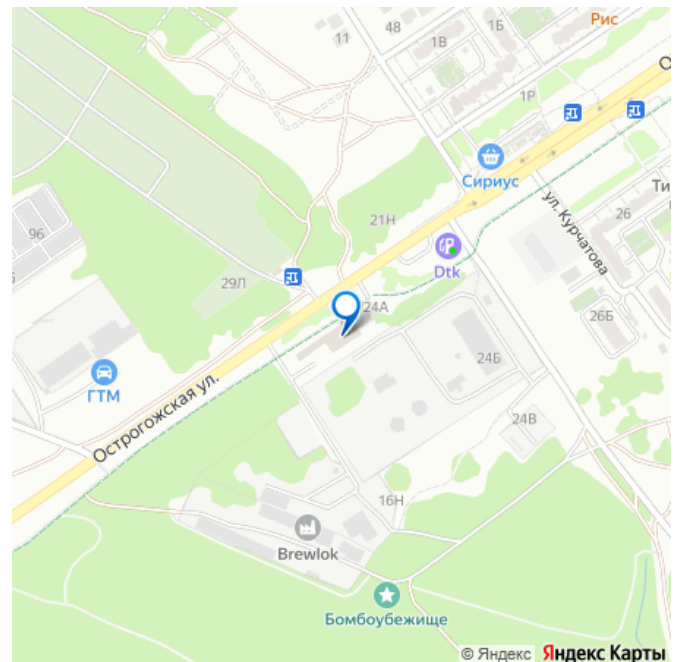 Рис
48
1Б
1В
11
1Р
О
Сириус
Ти
21Н
26
ул. Курчатова
96
Б
Dtk
29Л
24А
26Б
24Б
ГТМ
Острогожская ул.
24В
16Н
Brewlok
Бомбоубежище
© Яндекс Яндекс Карты